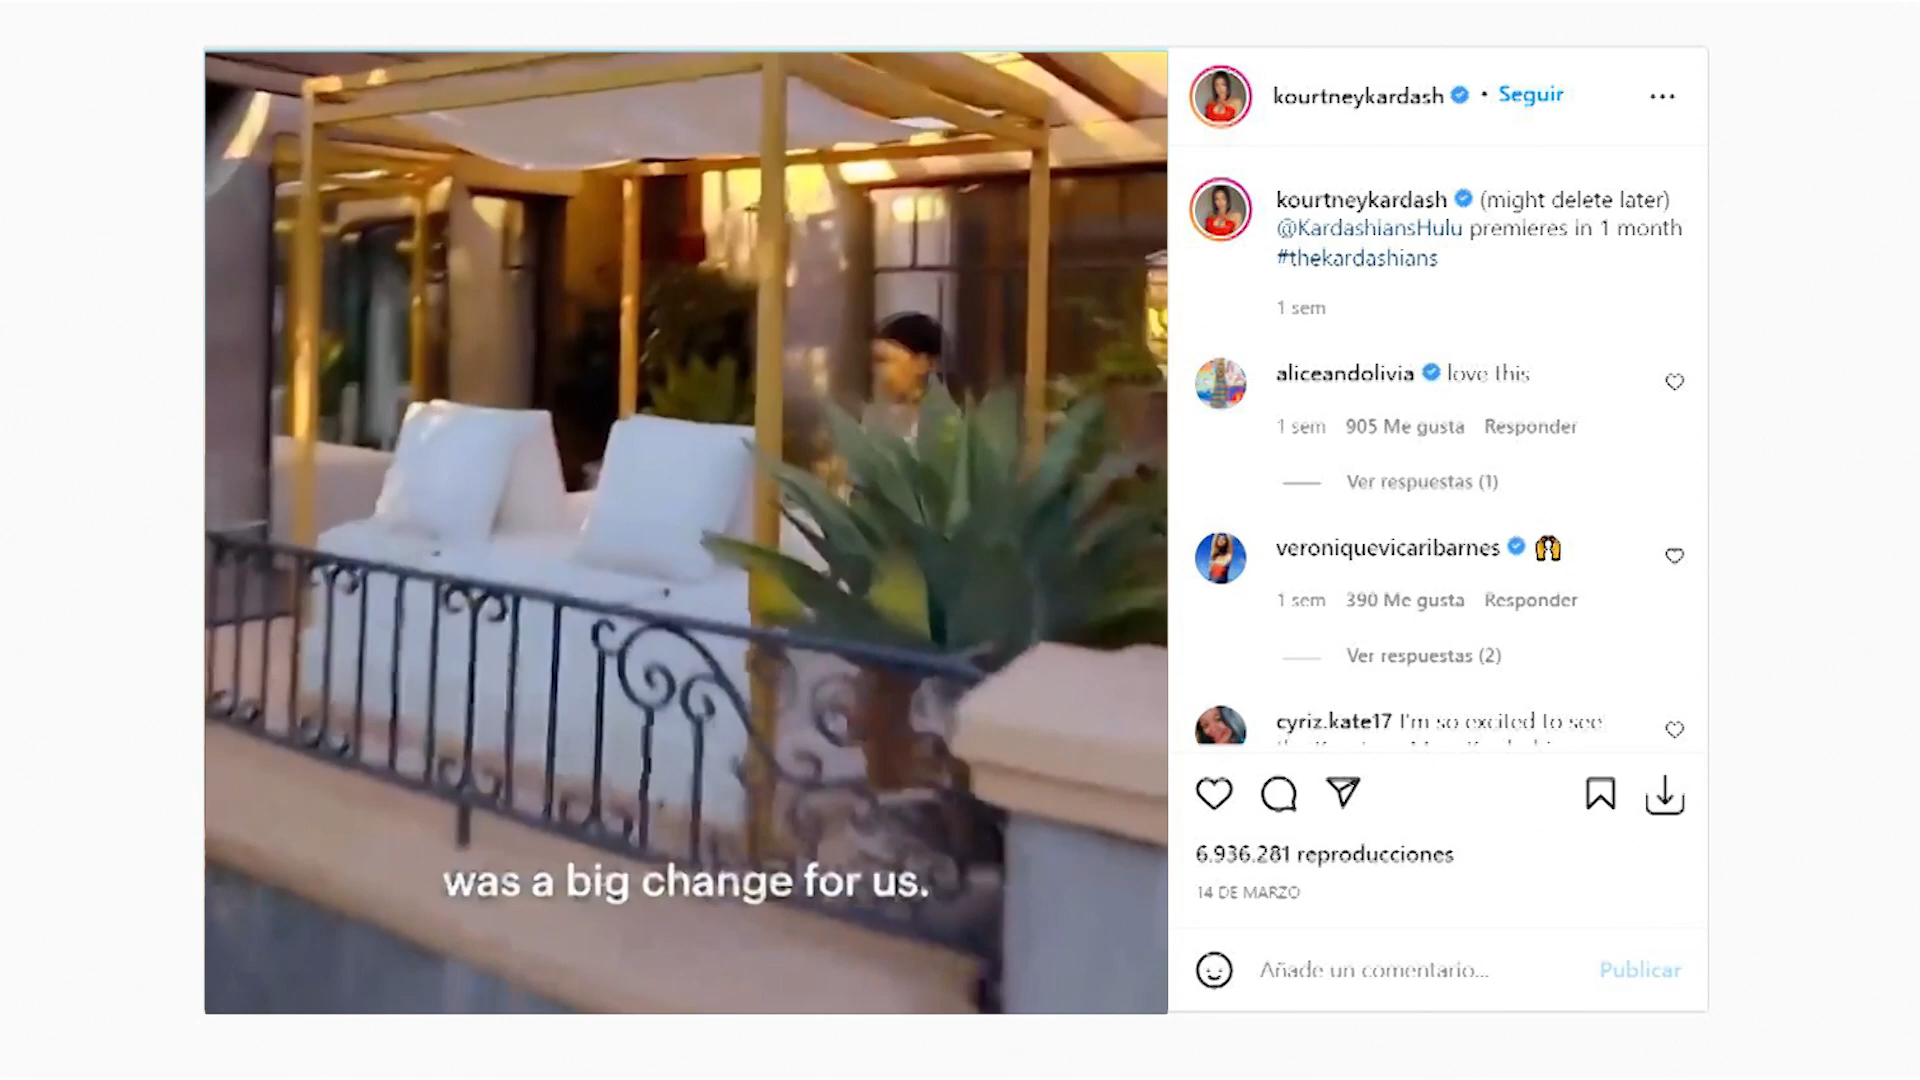 kourtneykardash • Seguir
kourtneykardash (might delete later)
@KardashiansHulu premieres in 1 month
#thekardashians
1 sem
aliceandolivia love this
1 sem 905 Me gusta Responder
Ver respuestas (1)
veroniquevicaribarnes
1 sem 390 Me gusta Responder
Ver respuestas (2)
cyriz.kate17 I'm so excited to see
6.936.281 reproducciones
14 DE MARZO
Añade un comentario... Publicar
was a big change for us.